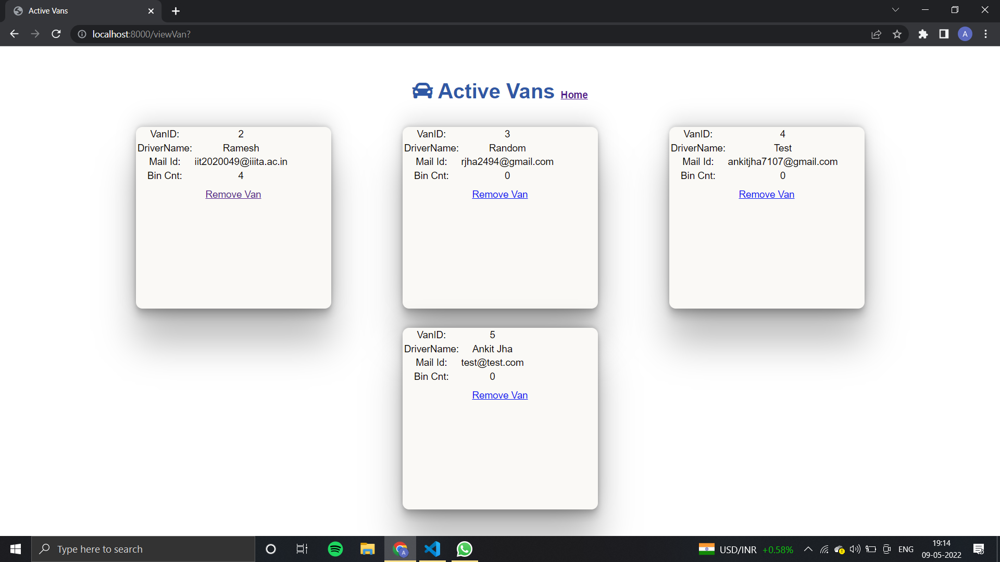 Active Vans
localhost:8000/viewVan?
A
Active Vans Home
VanID: 2
DriverName: Ramesh
Mail Id: iit2020049@iiita.ac.in
Bin Cnt: 4
Remove Van
VanID: 3
DriverName: Random
Mail Id: rjha2494@gmail.com
Bin Cnt: 0
Remove Van
VanID: 4
DriverName: Test
Mail Id: ankitjha7107@gmail.com
Bin Cnt: 0
Remove Van
VanID: 5
DriverName: Ankit Jha
Mail Id: test@test.com
Bin Cnt: 0
Remove Van
Type here to search
A
USD/INR +0.58%
ENG
19:14
09-05-2022